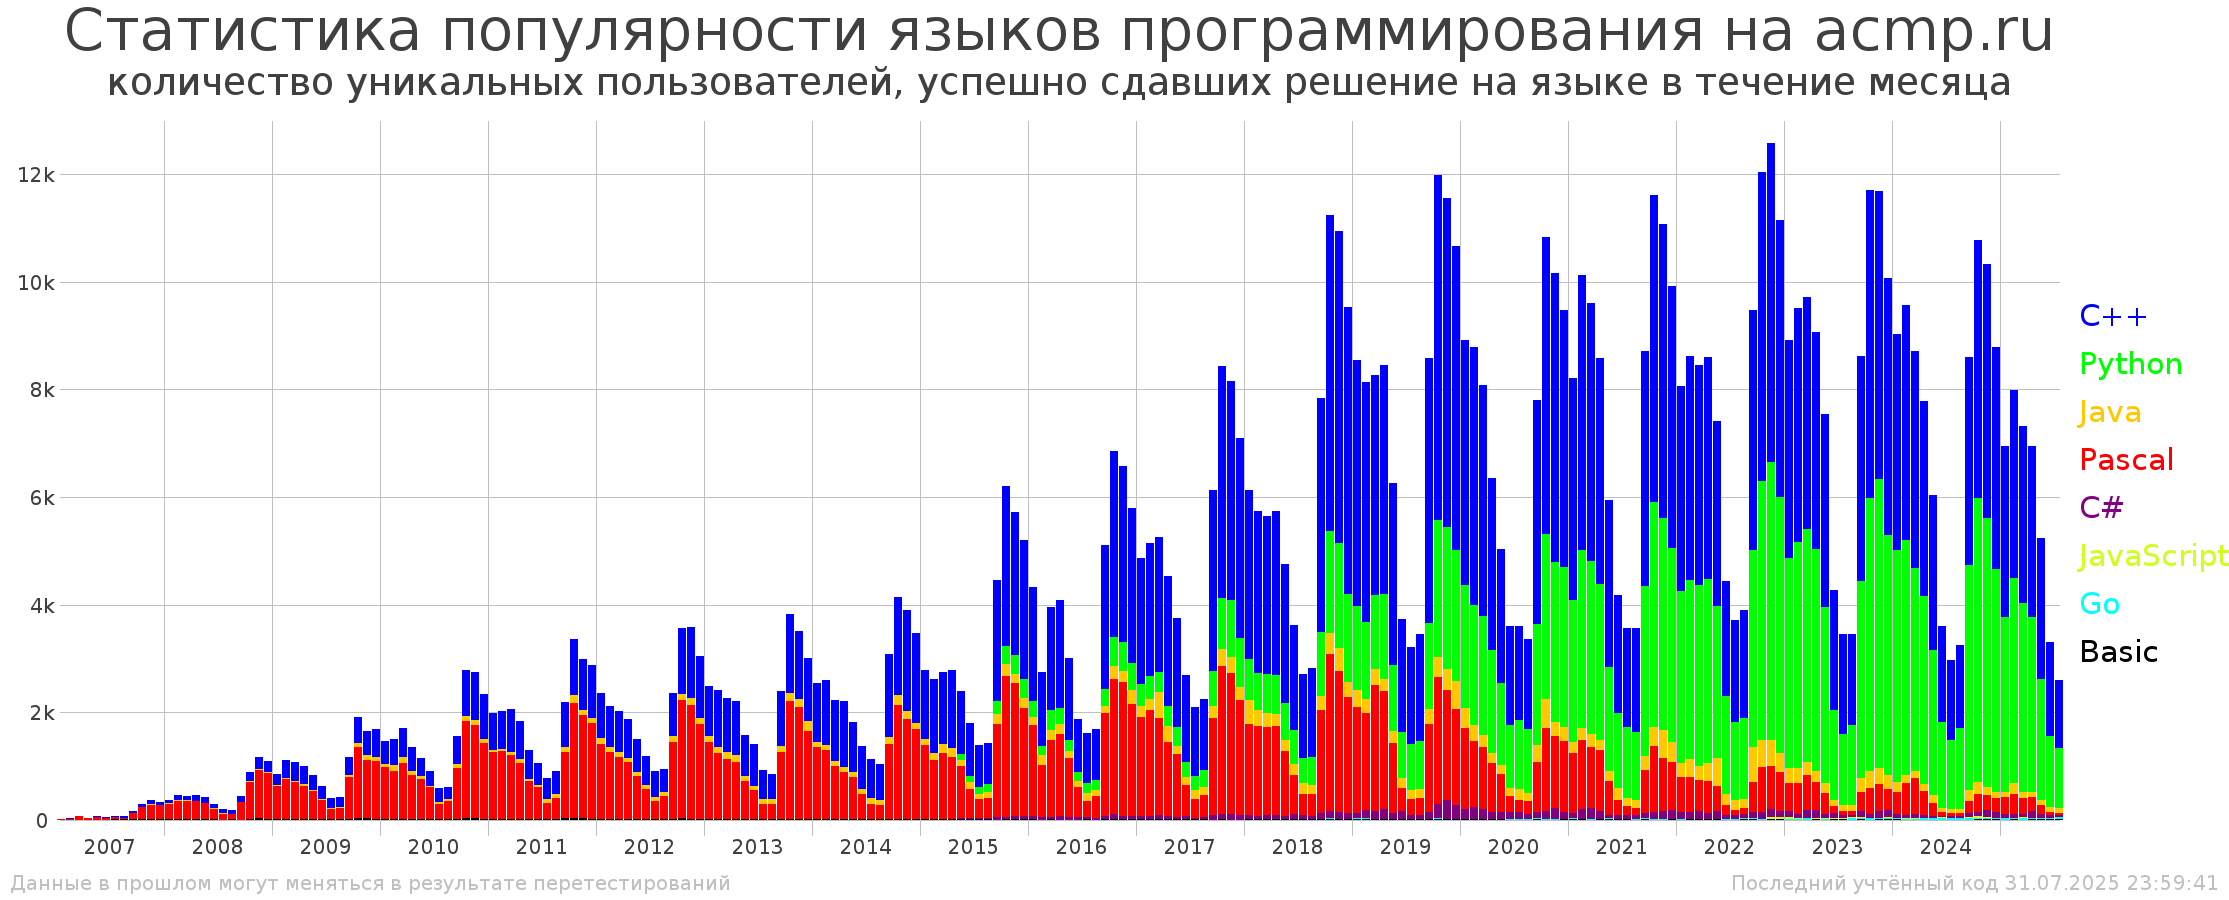 Статистика популярности языков программирования на acmp.ru
количество уникальных пользователей, успешно сдавших решение на языке в течение месяца
12k
10k
8k
6k
4k
2k
0
C++
Python
Java
Pascal
C#
JavaScript
Go
Basic
2007 2008 2009 2010 2011 2012 2013 2014 2015 2016 2017 2018 2019 2020 2021 2022 2023 2024
Данные в прошлом могут меняться в результате перетестирований
Последний учтённый код 31.07.2025 23:59:41